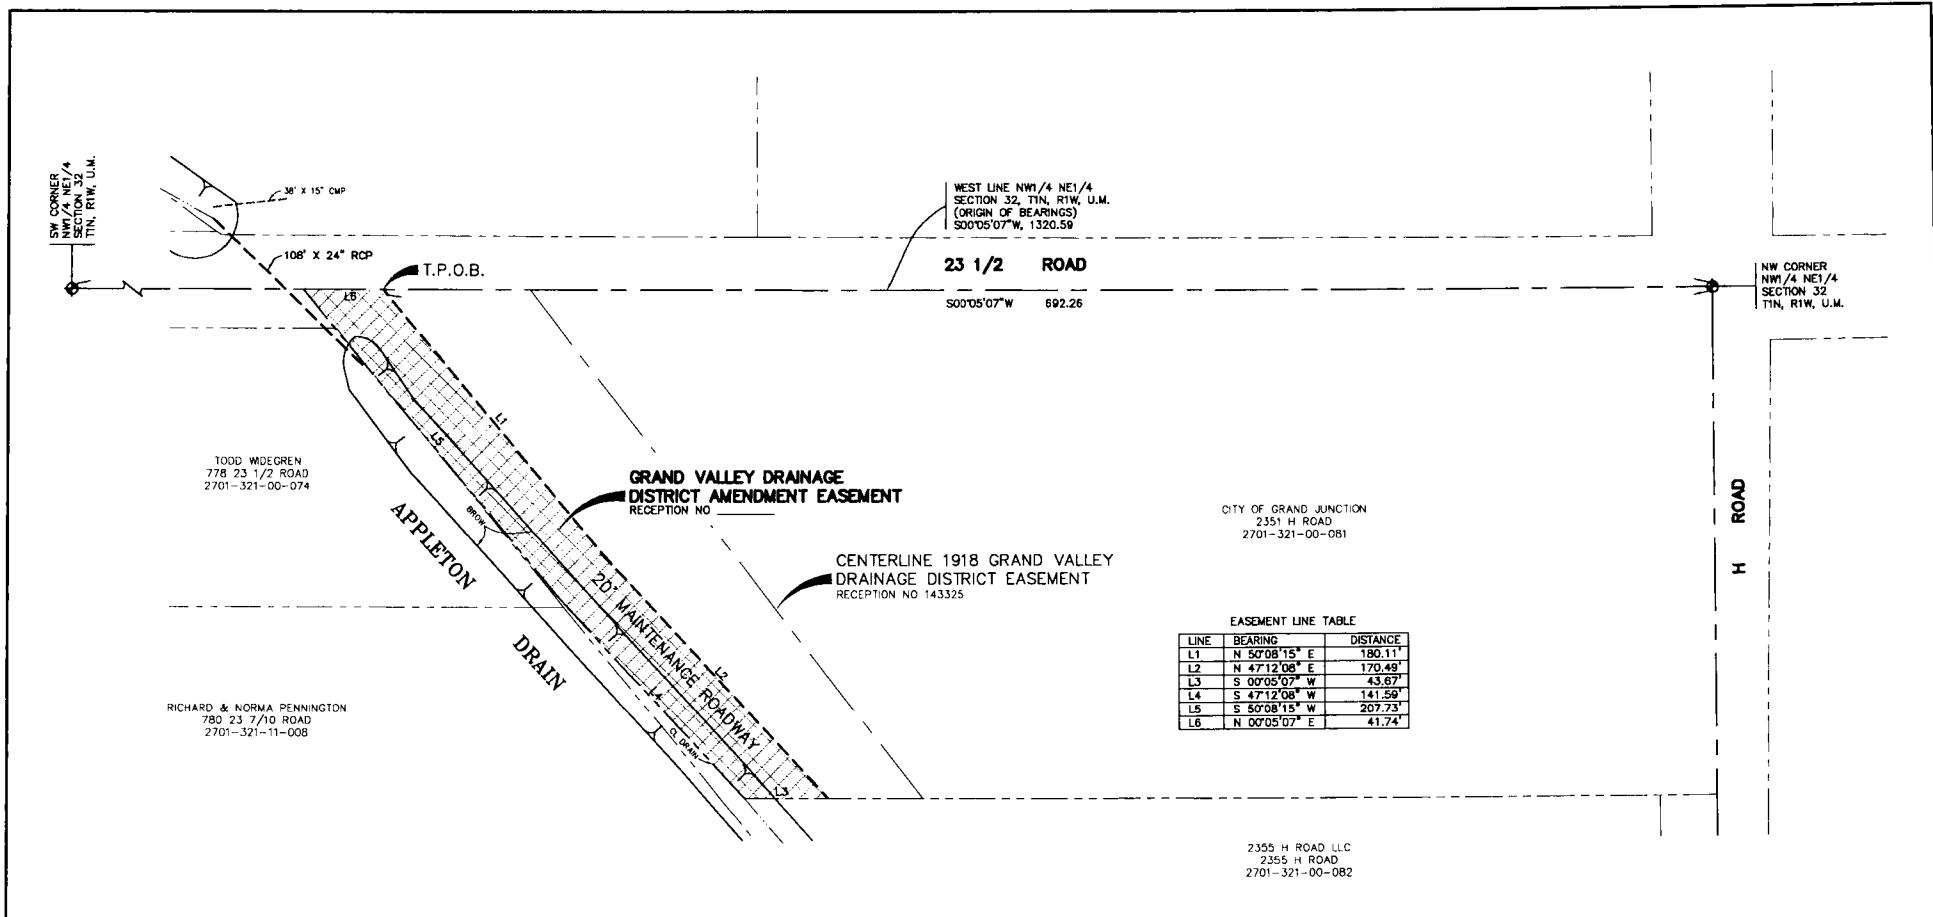 SW CORNER
NW1/4 NE1/4
SECTION 32
T1N, R1W, U.M.
38' X 15" CMP
108' X 24" RCP
T.P.O.B.
L6
WEST LINE NW1/4 NE1/4
SECTION 32, T1N, R1W, U.M.
(ORIGIN OF BEARINGS)
S00°05'07"W, 1320.59
23 1/2 ROAD
S00°05'07"W 692.26
NW CORNER
NW1/4 NE1/4
SECTION 32
T1N, R1W, U.M.
L1
L5
TODD WIDEGREN
778 23 1/2 ROAD
2701-321-00-074
GRAND VALLEY DRAINAGE
DISTRICT AMENDMENT EASEMENT
RECEPTION NO
BROW
APPLETON
DRAIN
CITY OF GRAND JUNCTION
2351 H ROAD
2701-321-00-081
H ROAD
CENTERLINE 1918 GRAND VALLEY
DRAINAGE DISTRICT EASEMENT
RECEPTION NO 143325
20' MAINTENANCE ROADWAY
L2
L4
CL DRAIN
L3
RICHARD & NORMA PENNINGTON
780 23 7/10 ROAD
2701-321-11-008
EASEMENT LINE TABLE
LINE BEARING DISTANCE
L1 N 50°08'15" E 180.11'
L2 N 47°12'08" E 170.49'
L3 S 00°05'07" W 43.67'
L4 S 47°12'08" W 141.59'
L5 S 50°08'15" W 207.73'
L6 N 00°05'07" E 41.74'
2355 H ROAD LLC
2355 H ROAD
2701-321-00-082